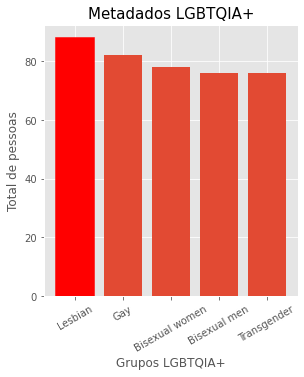 Metadados LGBTQIA+
Total de pessoas
80
60
40
20
0
Lesbian
Gay
Bisexual women
Bisexual men
Transgender
Grupos LGBTQIA+